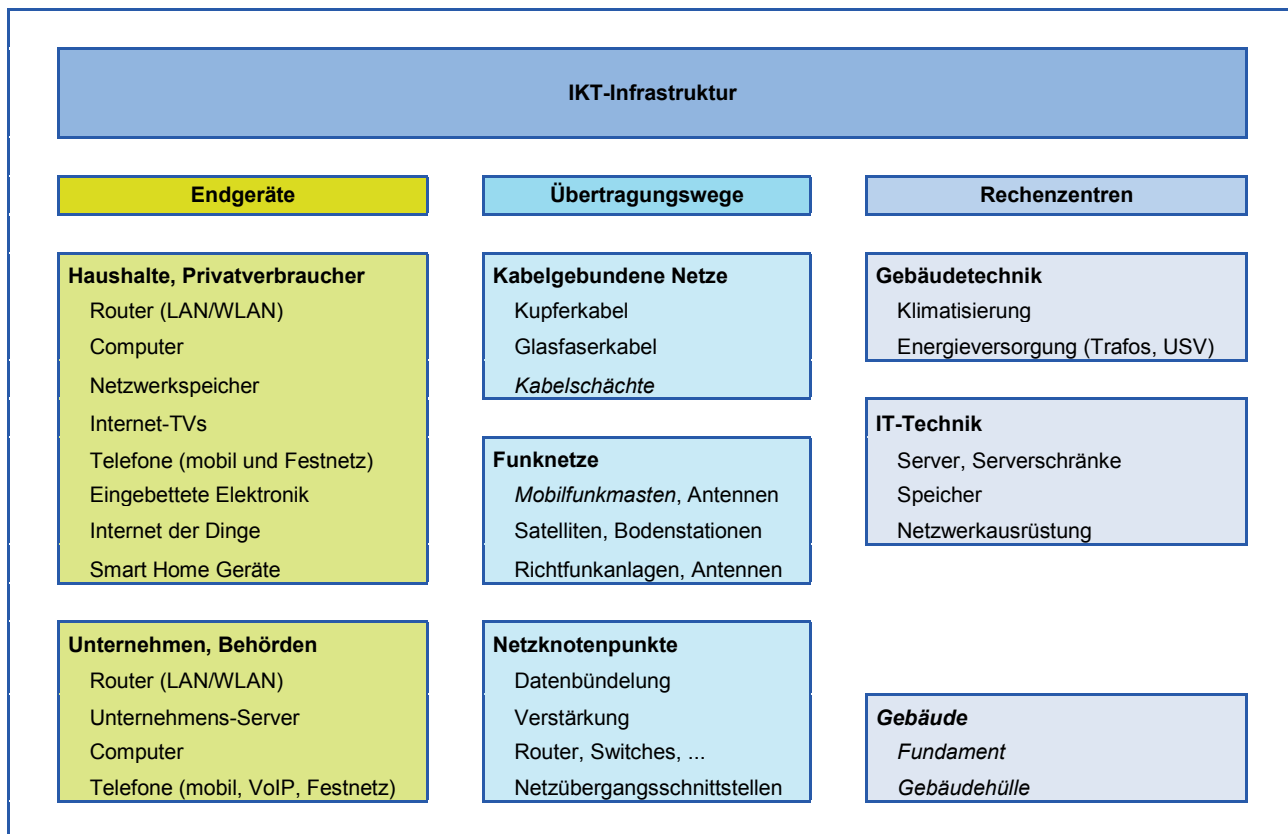 IKT-Infrastruktur
Endgeräte
Haushalte, Privatverbraucher
Router (LAN/WLAN)
Computer
Netzwerkspeicher
Internet-TVs
Telefone (mobil und Festnetz)
Eingebettete Elektronik
Internet der Dinge
Smart Home Geräte
Unternehmen, Behörden
Router (LAN/WLAN)
Unternehmens-Server
Computer
Telefone (mobil, VoIP, Festnetz)
Übertragungswege
Kabelgebundene Netze
Kupferkabel
Glasfaserkabel
Kabelschächte
Funknetze
Mobilfunkmasten, Antennen
Satelliten, Bodenstationen
Richtfunkanlagen, Antennen
Netzknotenpunkte
Datenbündelung
Verstärkung
Router, Switches, ...
Netzübergangsschnittstellen
Rechenzentren
Gebäudetechnik
Klimatisierung
Energieversorgung (Trafos, USV)
IT-Technik
Server, Serverschränke
Speicher
Netzwerkausrüstung
Gebäude
Fundament
Gebäudehülle